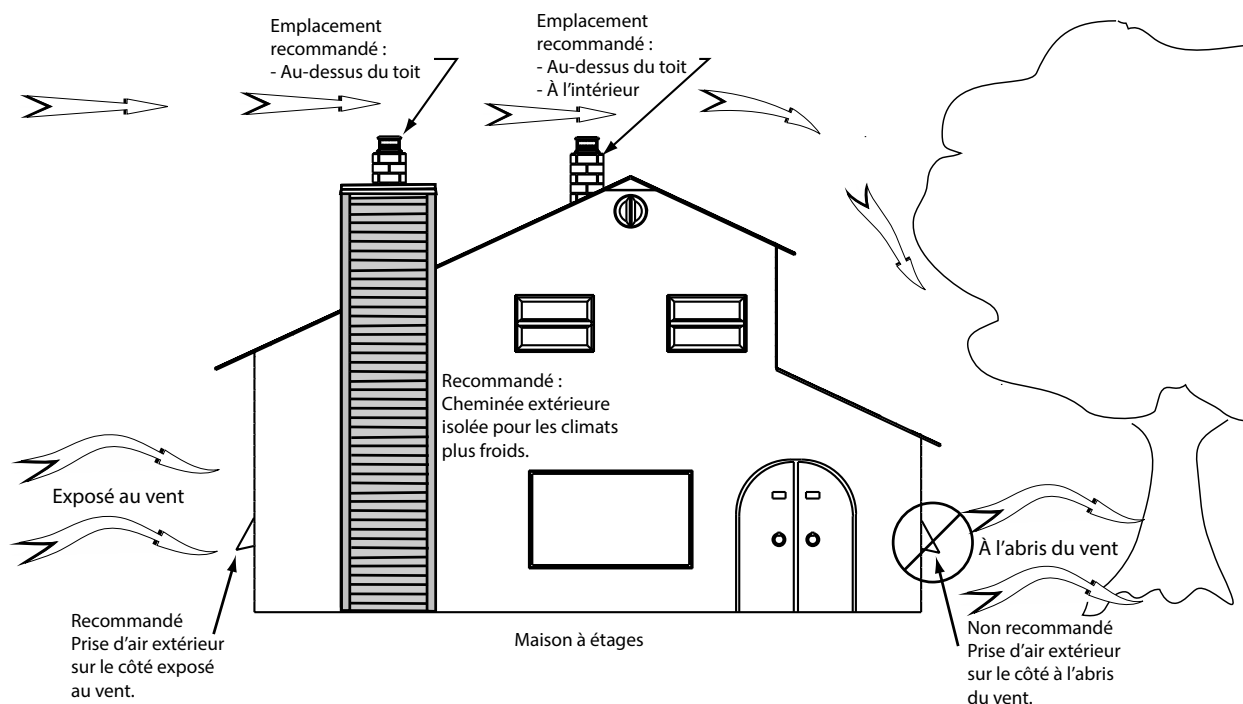 Emplacement
recommandé :
- Au-dessus du toit
Emplacement
recommandé :
- Au-dessus du toit
- À l'intérieur
Recommandé :
Cheminée extérieure
isolée pour les climats
plus froids.
Exposé au vent
À l'abris du vent
Recommandé
Prise d'air extérieur
sur le côté exposé
au vent.
Maison à étages
Non recommandé
Prise d'air extérieur
sur le côté à l'abris
du vent.